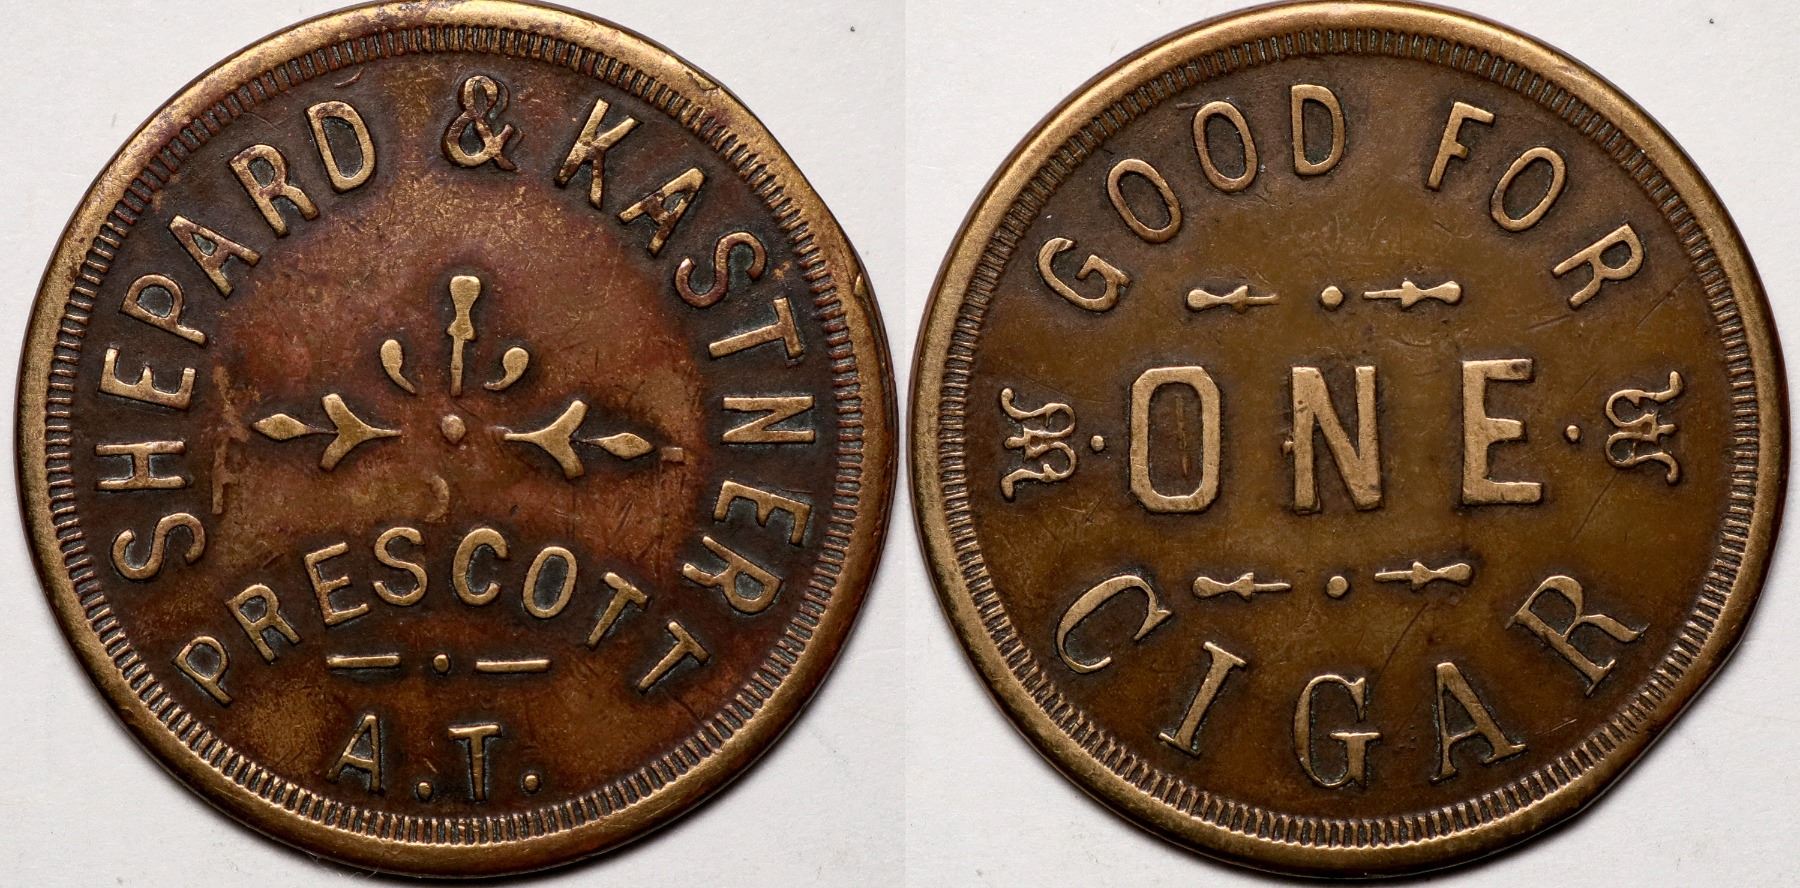 SHEPARD & KASTNER
PRESCOTT
A.T.
GOOD FOR
ONE
CIGAR